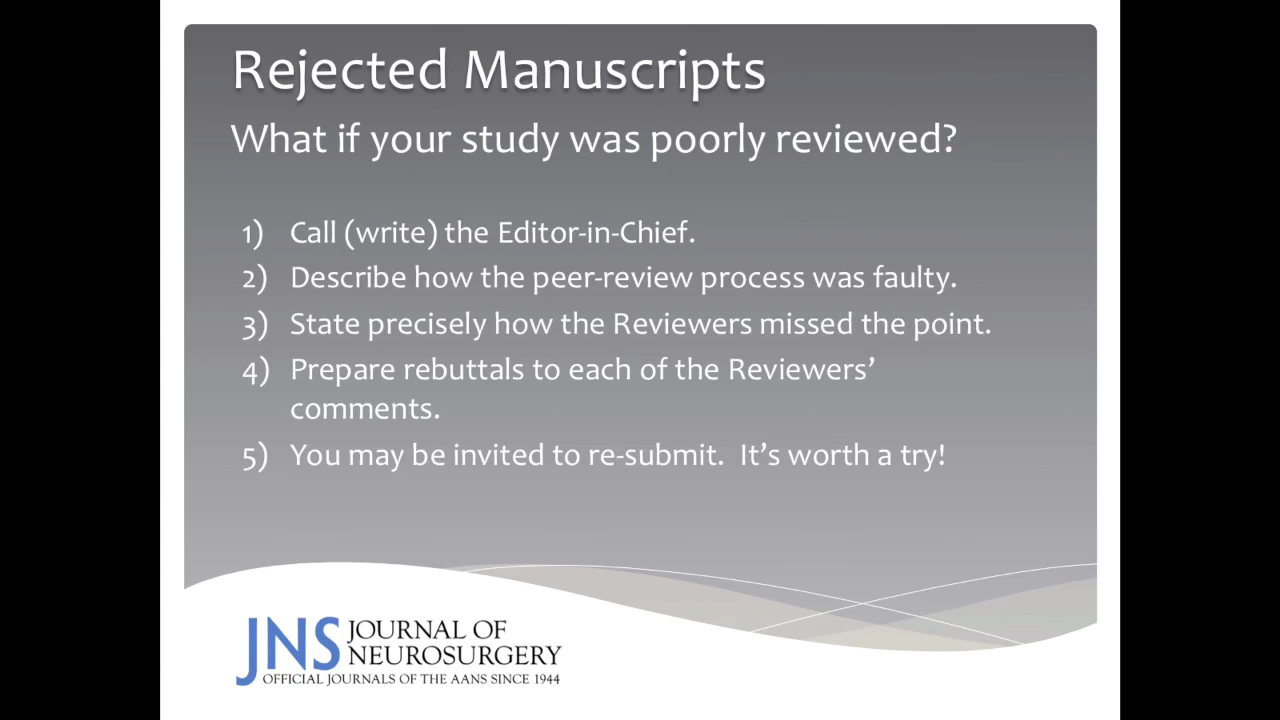 Rejected Manuscripts
What if your study was poorly reviewed?
1) Call (write) the Editor-in-Chief.
2) Describe how the peer-review process was faulty.
3) State precisely how the Reviewers missed the point.
4) Prepare rebuttals to each of the Reviewers’
comments.
5) You may be invited to re-submit. It’s worth a try!
JNS JOURNAL OF
NEUROSURGERY
OFFICIAL JOURNALS OF THE AANS SINCE 1944